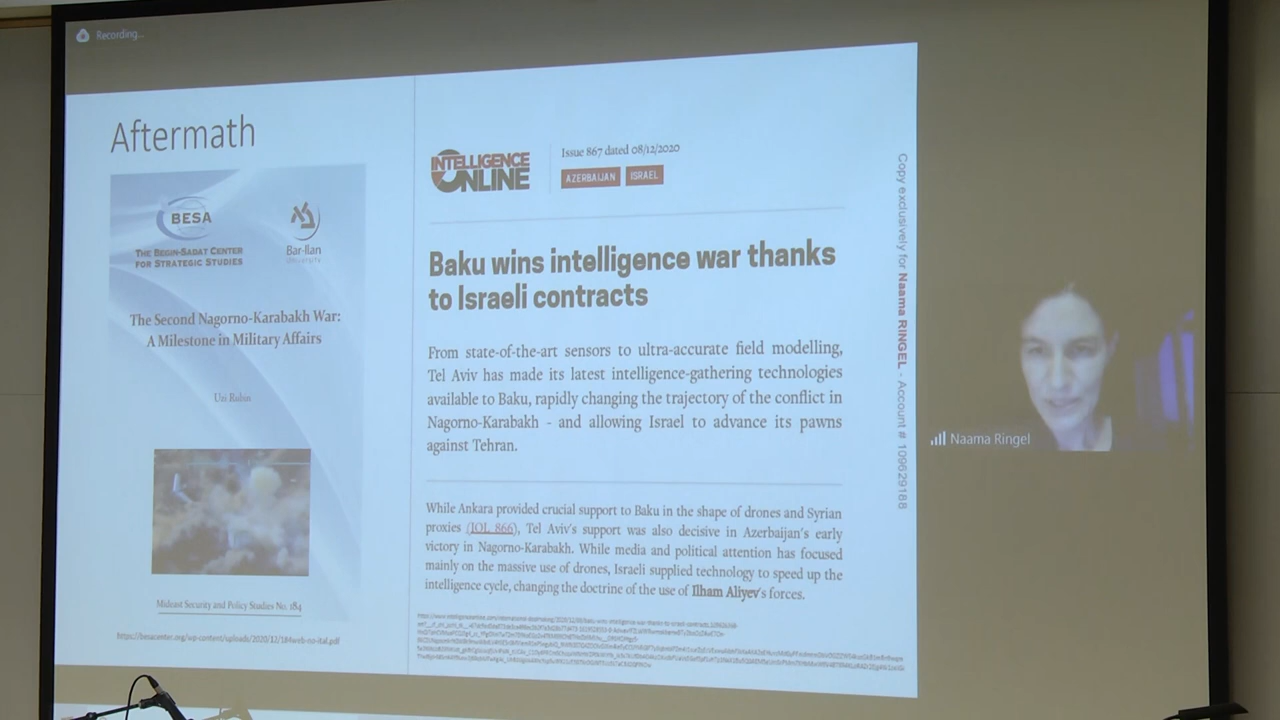 Recording...
Aftermath
BESA
THE BEGIN-SADAT CENTER
FOR STRATEGIC STUDIES
Bar-Ilan
University
The Second Nagorno-Karabakh War:
A Milestone in Military Affairs
Uzi Rubin
Mideast Security and Policy Studies No. 184
https://besacenter.org/wp-content/uploads/2020/12/184web-no-ital.pdf
INTELLIGENCE
ONLINE
Issue 867 dated 08/12/2020
AZERBAIJAN
ISRAEL
Baku wins intelligence war thanks
to Israeli contracts
From state-of-the-art sensors to ultra-accurate field modelling,
Tel Aviv has made its latest intelligence-gathering technologies
available to Baku, rapidly changing the trajectory of the conflict in
Nagorno-Karabakh - and allowing Israel to advance its pawns
against Tehran.
While Ankara provided crucial support to Baku in the shape of drones and Syrian
proxies (IOL 866), Tel Aviv's support was also decisive in Azerbaijan's early
victory in Nagorno-Karabakh. While media and political attention has focused
mainly on the massive use of drones, Israeli supplied technology to speed up the
intelligence cycle, changing the doctrine of the use of Ilham Aliyev's forces.
Copy exclusively for Naama RINGEL - Account # 109629188
Naama Ringel